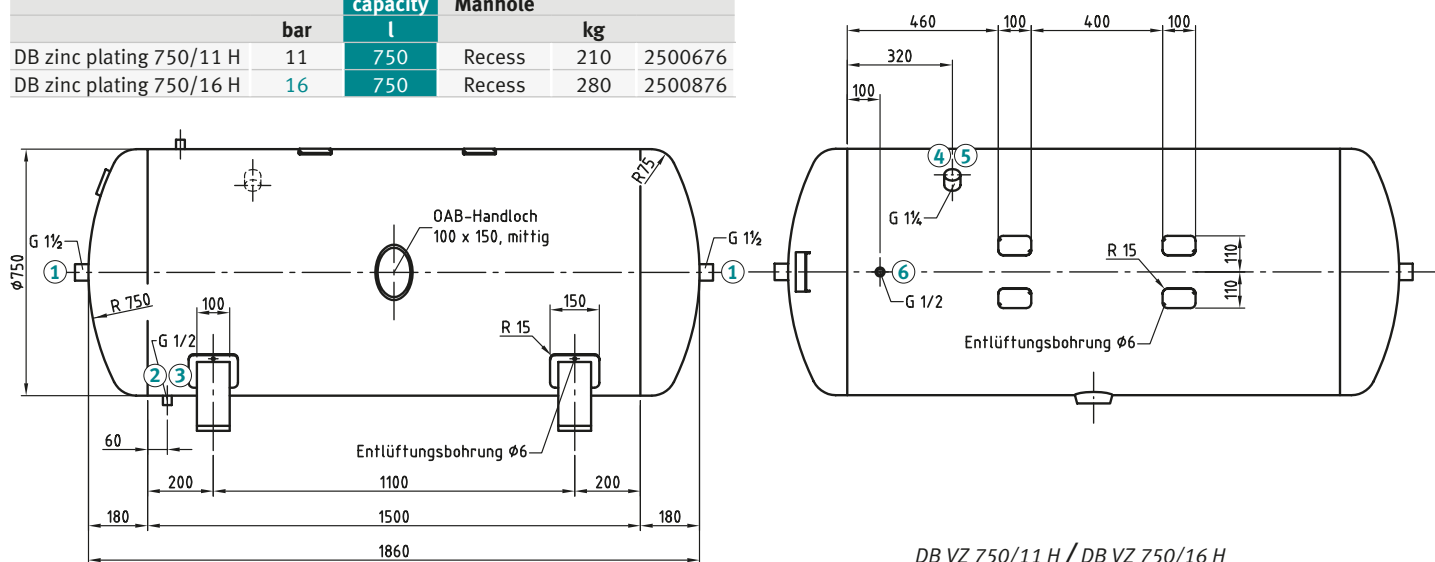 capacity Manhole
bar l kg
DB zinc plating 750/11 H 11 750 Recess 210 2500676
DB zinc plating 750/16 H 16 750 Recess 280 2500876
460 100 400 100
320
100
R75
4 5
G 1¼
OAB-Handloch
100 x 150, mittig
G 1½
G 1½
1
1
Ø750
R 750
100
150
R 15
G 1/2
2 3
60
Entlüftungsbohrung Ø6
200 1100 200
180 1500 180
1860
6
G 1/2
R 15
110
110
Entlüftungsbohrung Ø6
DB VZ 750/11 H / DB VZ 750/16 H